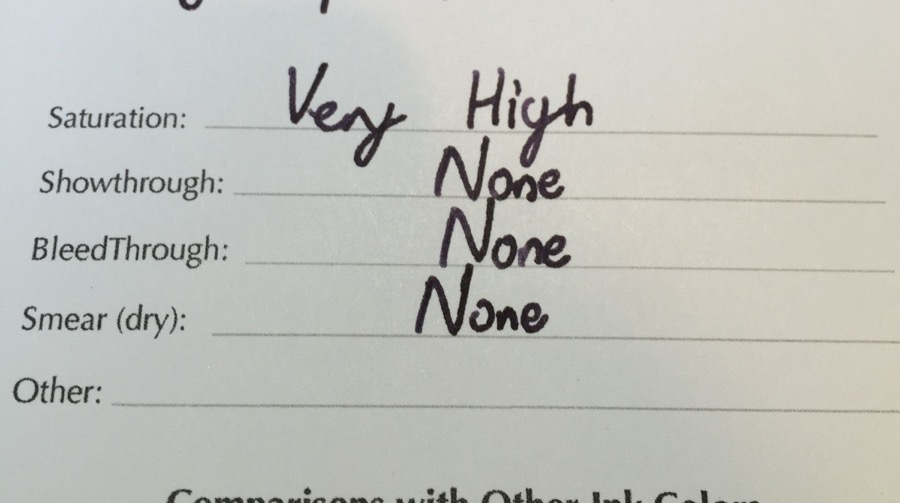 Saturation: Very High
Showthrough: None
BleedThrough: None
Smear (dry): None
Other:
Comparisons with Other Ink Colors